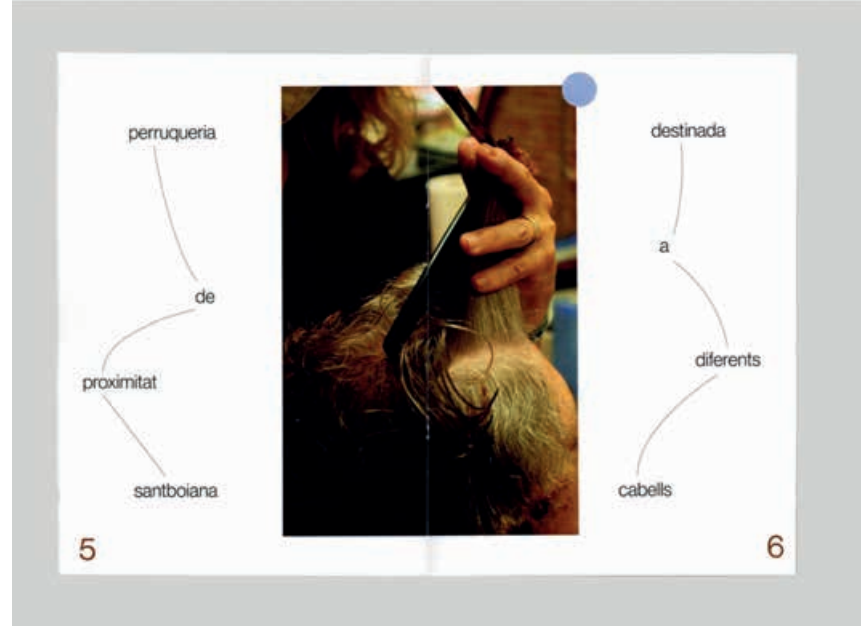 perruqueria
de
proximitat
santboiana
5
destinada
a
diferents
cabells
6